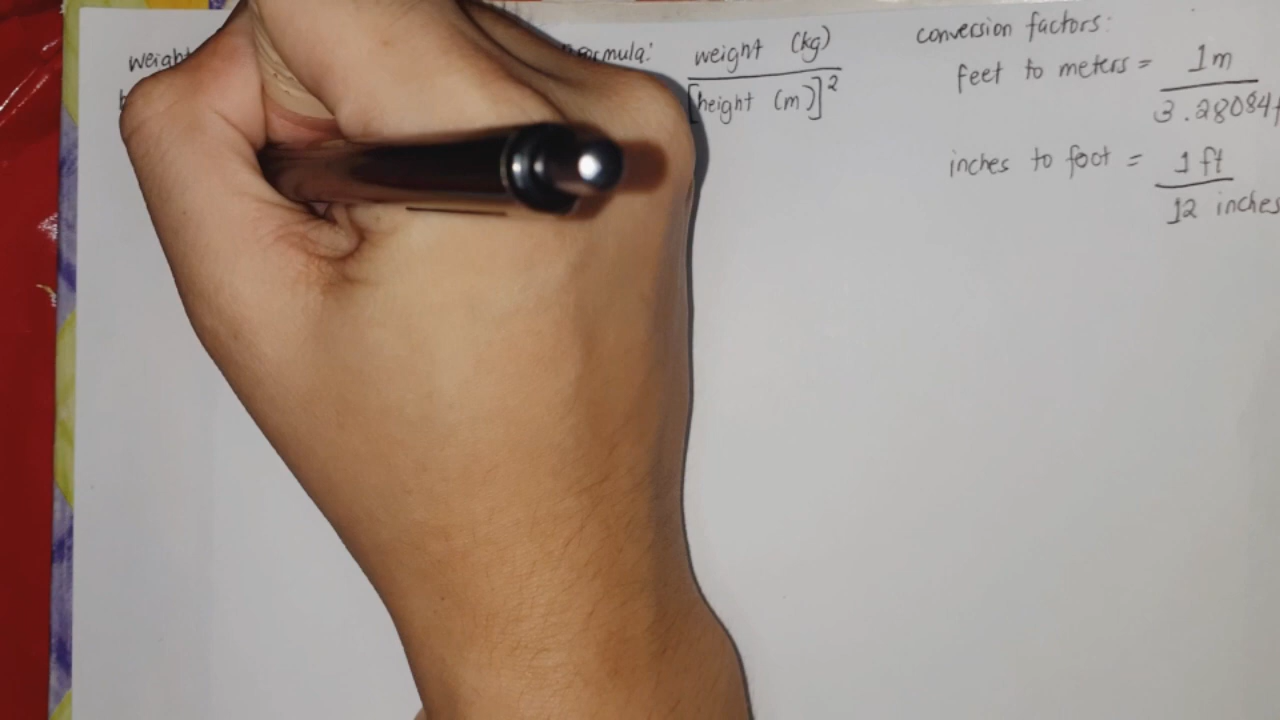 weight
formula: weight (kg)
[height (m)]²
conversion factors:
feet to meters = 1m
3.28084f
inches to foot = 1 ft
12 inches